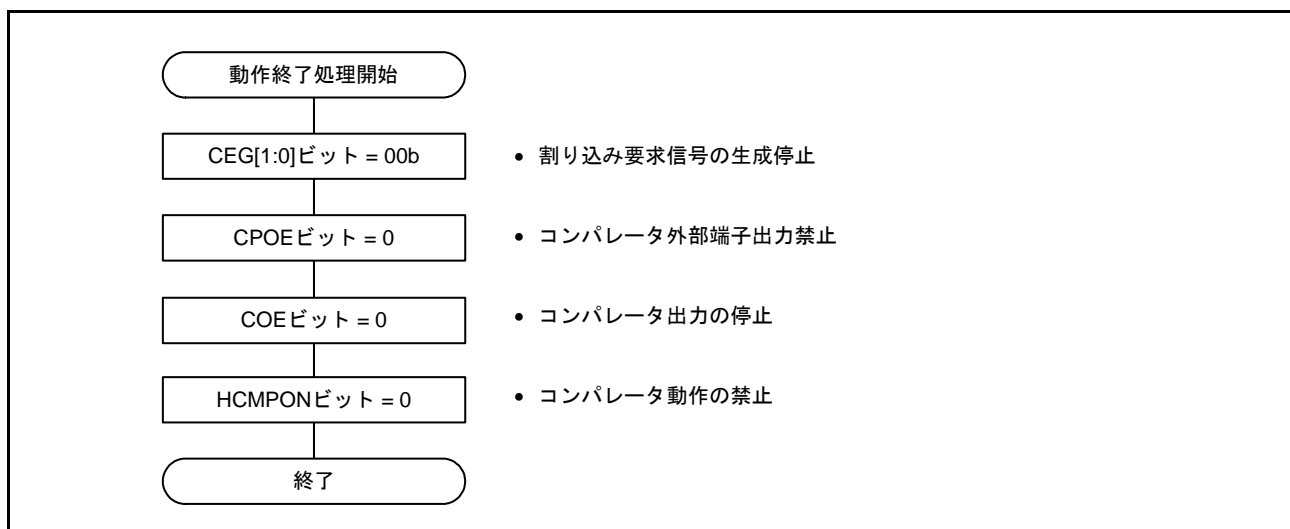 動作終了処理開始
CEG[1:0]ビット = 00b
• 割り込み要求信号の生成停止
CPOEビット = 0
• コンパレータ外部端子出力禁止
COEビット = 0
• コンパレータ出力の停止
HCMPONビット = 0
• コンパレータ動作の禁止
終了